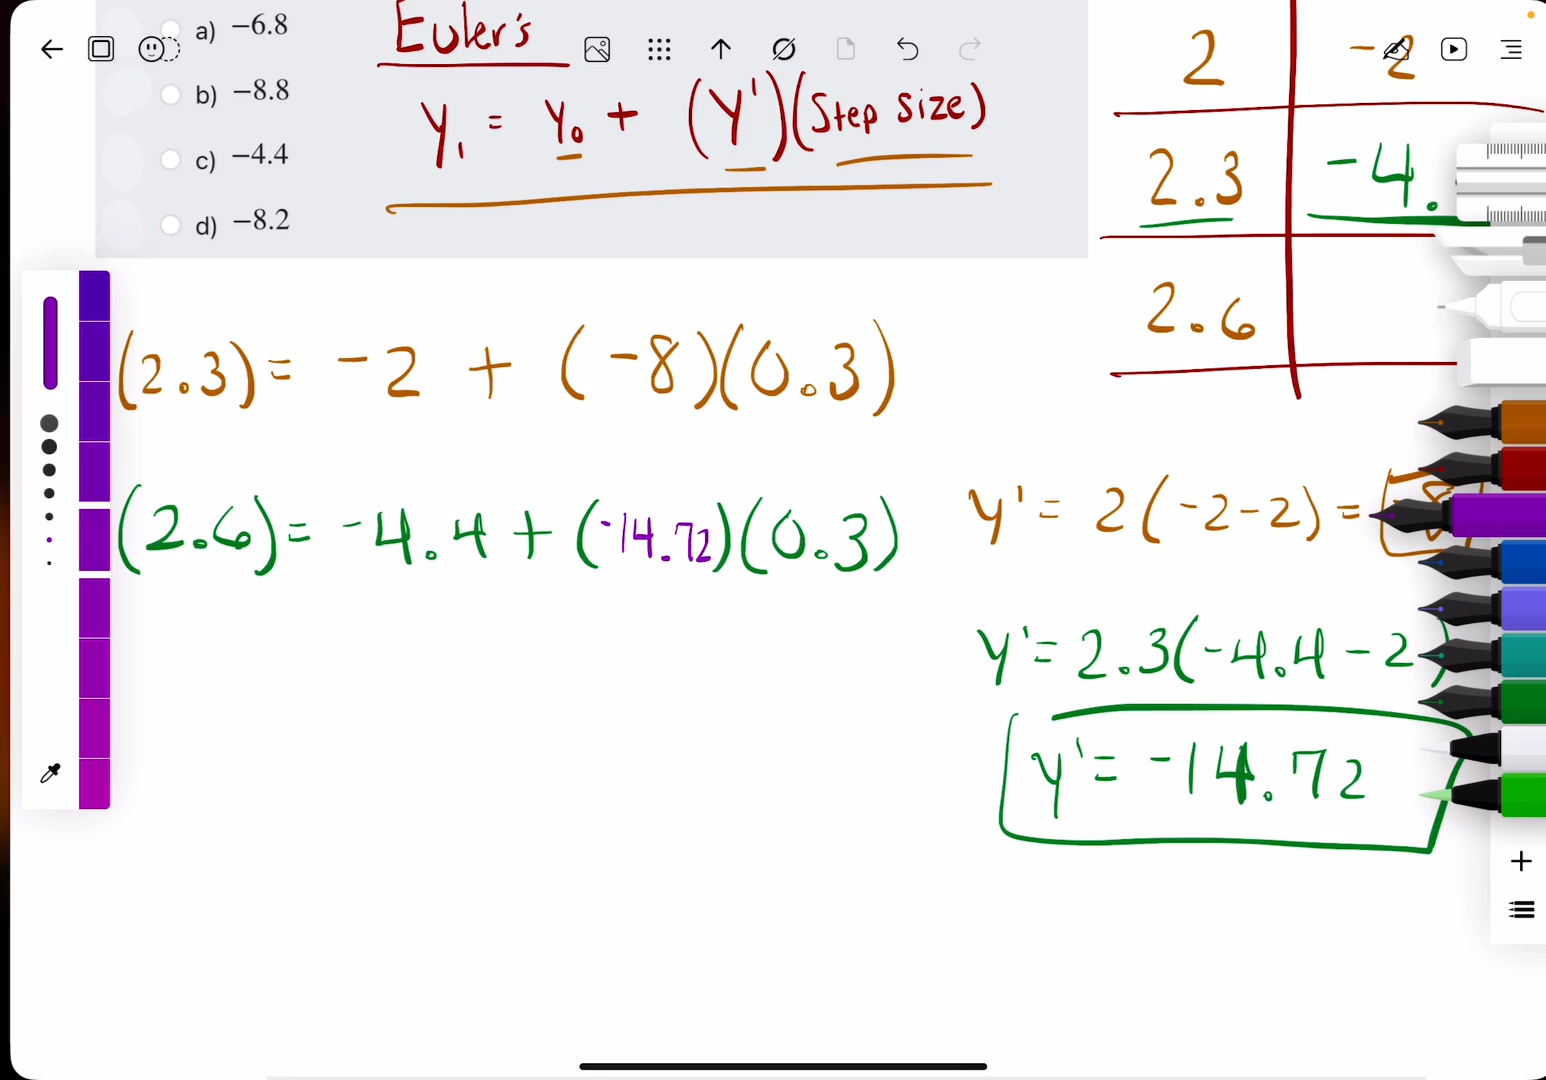 a) −6.8
b) −8.8
c) −4.4
d) −8.2
Euler's
y₁ = y₀ + (y')(Step size)
2 -2
2.3 -4.
2.6
(2.3) = -2 + (-8)(0.3)
(2.6) = -4.4 + (-14.72)(0.3)
y' = 2(-2-2) = -8
y' = 2.3(-4.4-2)
y' = -14.72